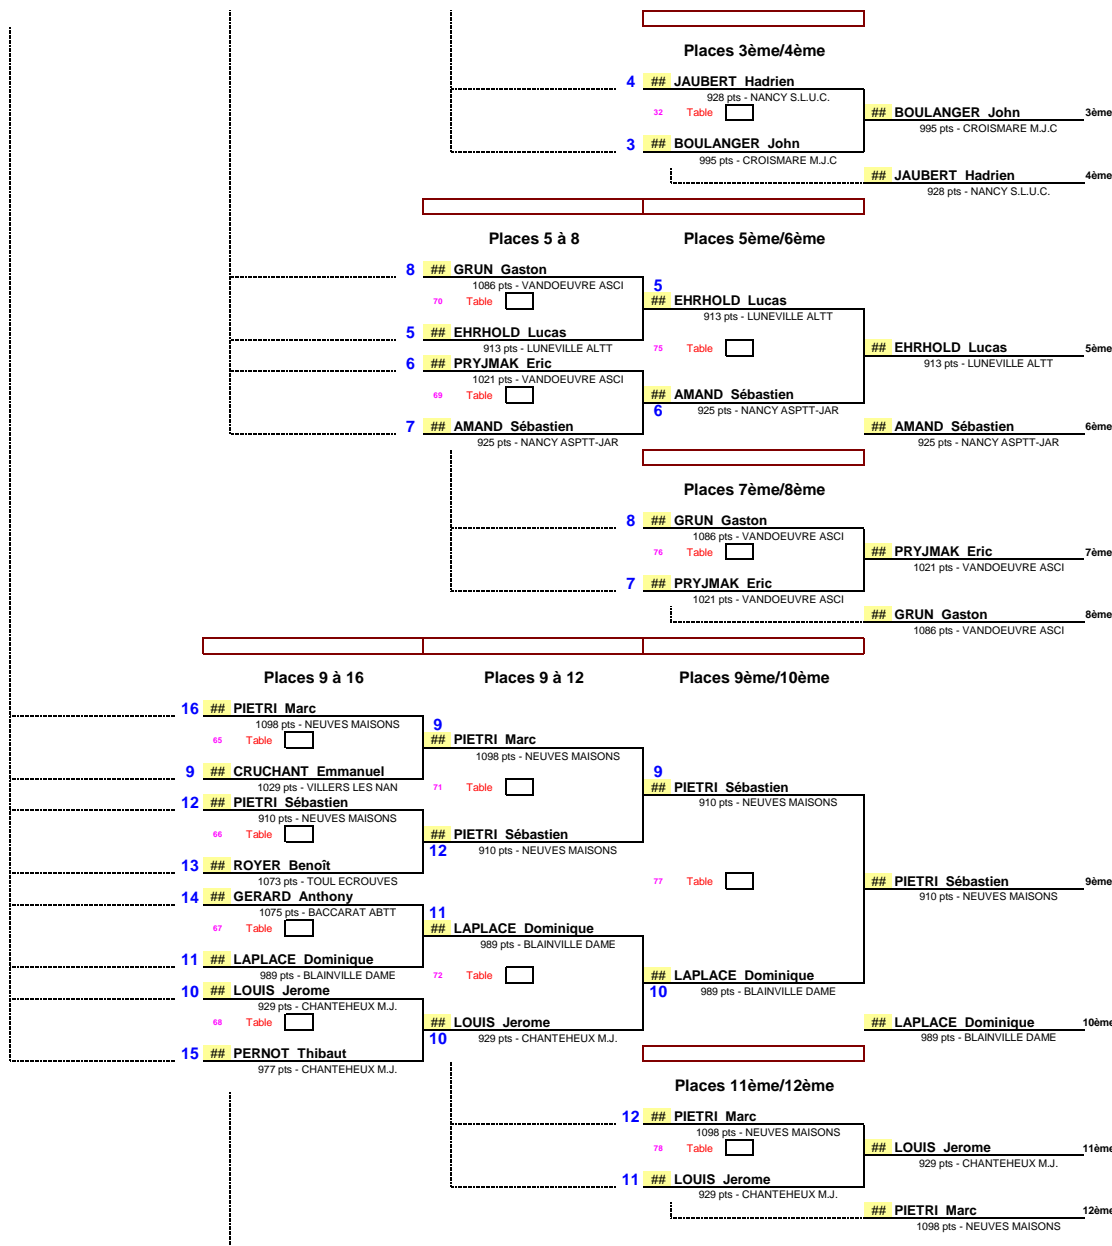 Places 3ème/4ème
4 ## JAUBERT Hadrien
928 pts - NANCY S.L.U.C.
32 Table
## BOULANGER John 3ème
995 pts - CROISMARE M.J.C
3 ## BOULANGER John
995 pts - CROISMARE M.J.C
## JAUBERT Hadrien 4ème
928 pts - NANCY S.L.U.C.
Places 5 à 8 Places 5ème/6ème
8 ## GRUN Gaston
1086 pts - VANDOEUVRE ASCI
5
70 Table
## EHRHOLD Lucas
913 pts - LUNEVILLE ALTT
5 ## EHRHOLD Lucas
913 pts - LUNEVILLE ALTT
75 Table
## EHRHOLD Lucas 5ème
913 pts - LUNEVILLE ALTT
6 ## PRYJMAK Eric
1021 pts - VANDOEUVRE ASCI
69 Table
## AMAND Sébastien
6 925 pts - NANCY ASPTT-JAR
7 ## AMAND Sébastien
925 pts - NANCY ASPTT-JAR
## AMAND Sébastien 6ème
925 pts - NANCY ASPTT-JAR
Places 7ème/8ème
8 ## GRUN Gaston
1086 pts - VANDOEUVRE ASCI
76 Table
## PRYJMAK Eric 7ème
1021 pts - VANDOEUVRE ASCI
7 ## PRYJMAK Eric
1021 pts - VANDOEUVRE ASCI
## GRUN Gaston 8ème
1086 pts - VANDOEUVRE ASCI
Places 9 à 16 Places 9 à 12 Places 9ème/10ème
16 ## PIETRI Marc
1098 pts - NEUVES MAISONS
9
65 Table
## PIETRI Marc
1098 pts - NEUVES MAISONS
9 ## CRUCHANT Emmanuel
1029 pts - VILLERS LES NAN
9
71 Table
## PIETRI Sébastien
910 pts - NEUVES MAISONS
12 ## PIETRI Sébastien
910 pts - NEUVES MAISONS
66 Table
## PIETRI Sébastien
12 910 pts - NEUVES MAISONS
13 ## ROYER Benoît
1073 pts - TOUL ECROUVES
77 Table
## PIETRI Sébastien 9ème
910 pts - NEUVES MAISONS
14 ## GERARD Anthony
1075 pts - BACCARAT ABTT
11
67 Table
## LAPLACE Dominique
989 pts - BLAINVILLE DAME
11 ## LAPLACE Dominique
989 pts - BLAINVILLE DAME
72 Table
## LAPLACE Dominique
10 989 pts - BLAINVILLE DAME
10 ## LOUIS Jerome
929 pts - CHANTEHEUX M.J.
68 Table
## LOUIS Jerome
10 929 pts - CHANTEHEUX M.J.
## LAPLACE Dominique 10ème
989 pts - BLAINVILLE DAME
15 ## PERNOT Thibaut
977 pts - CHANTEHEUX M.J.
Places 11ème/12ème
12 ## PIETRI Marc
1098 pts - NEUVES MAISONS
78 Table
## LOUIS Jerome 11ème
929 pts - CHANTEHEUX M.J.
11 ## LOUIS Jerome
929 pts - CHANTEHEUX M.J.
## PIETRI Marc 12ème
1098 pts - NEUVES MAISONS